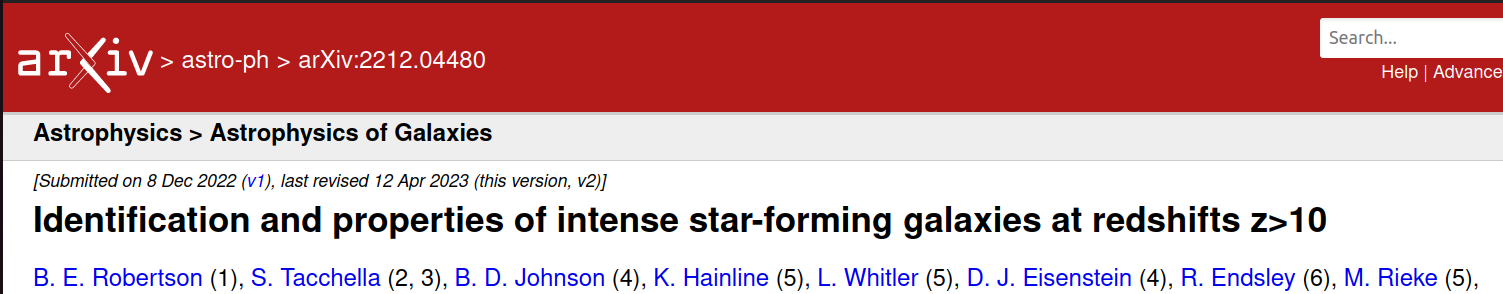 arXiv > astro-ph > arXiv:2212.04480
Search...
Help | Advance
Astrophysics > Astrophysics of Galaxies
[Submitted on 8 Dec 2022 (v1), last revised 12 Apr 2023 (this version, v2)]
Identification and properties of intense star-forming galaxies at redshifts z>10
B. E. Robertson (1), S. Tacchella (2, 3), B. D. Johnson (4), K. Hainline (5), L. Whitler (5), D. J. Eisenstein (4), R. Endsley (6), M. Rieke (5),